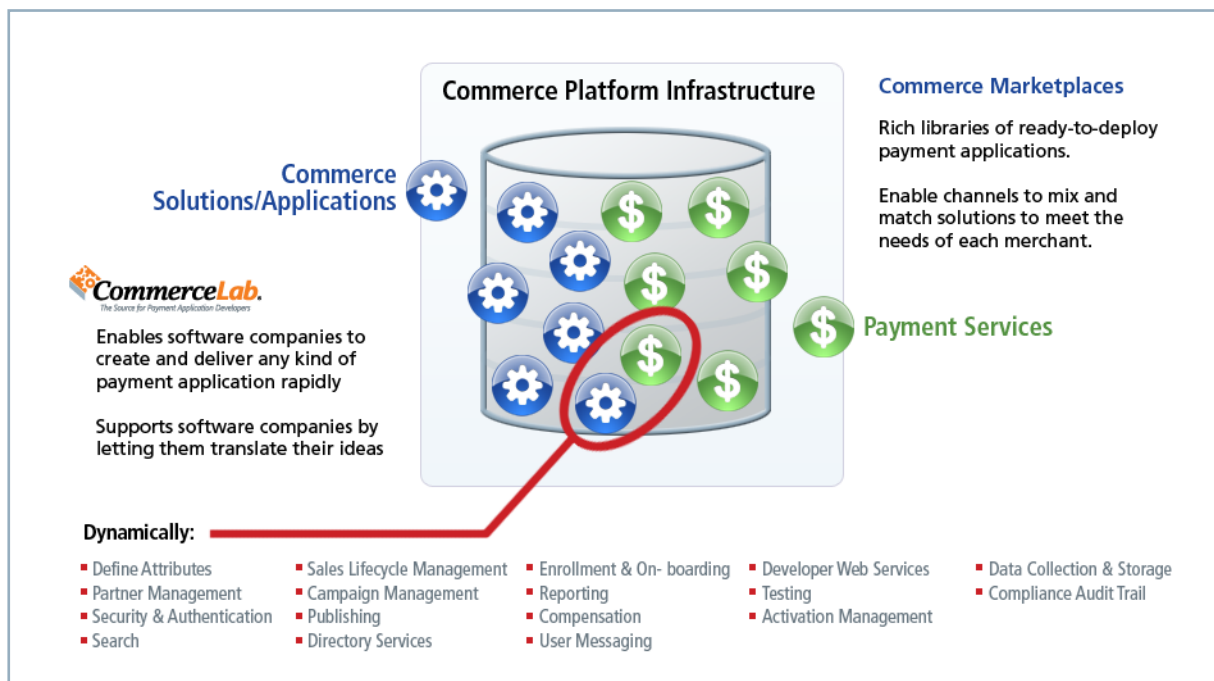 Commerce Platform Infrastructure
Commerce
Solutions/Applications
CommerceLab.
The Source for Payment Application Developers
Enables software companies to
create and deliver any kind of
payment application rapidly
Supports software companies by
letting them translate their ideas
Commerce Marketplaces
Rich libraries of ready-to-deploy
payment applications.
Enable channels to mix and
match solutions to meet the
needs of each merchant.
$ $
$ $
$ $
$ Payment Services
Dynamically:
Define Attributes
Partner Management
Security & Authentication
Search
Sales Lifecycle Management
Campaign Management
Publishing
Directory Services
Enrollment & On- boarding
Reporting
Compensation
User Messaging
Developer Web Services
Testing
Activation Management
Data Collection & Storage
Compliance Audit Trail